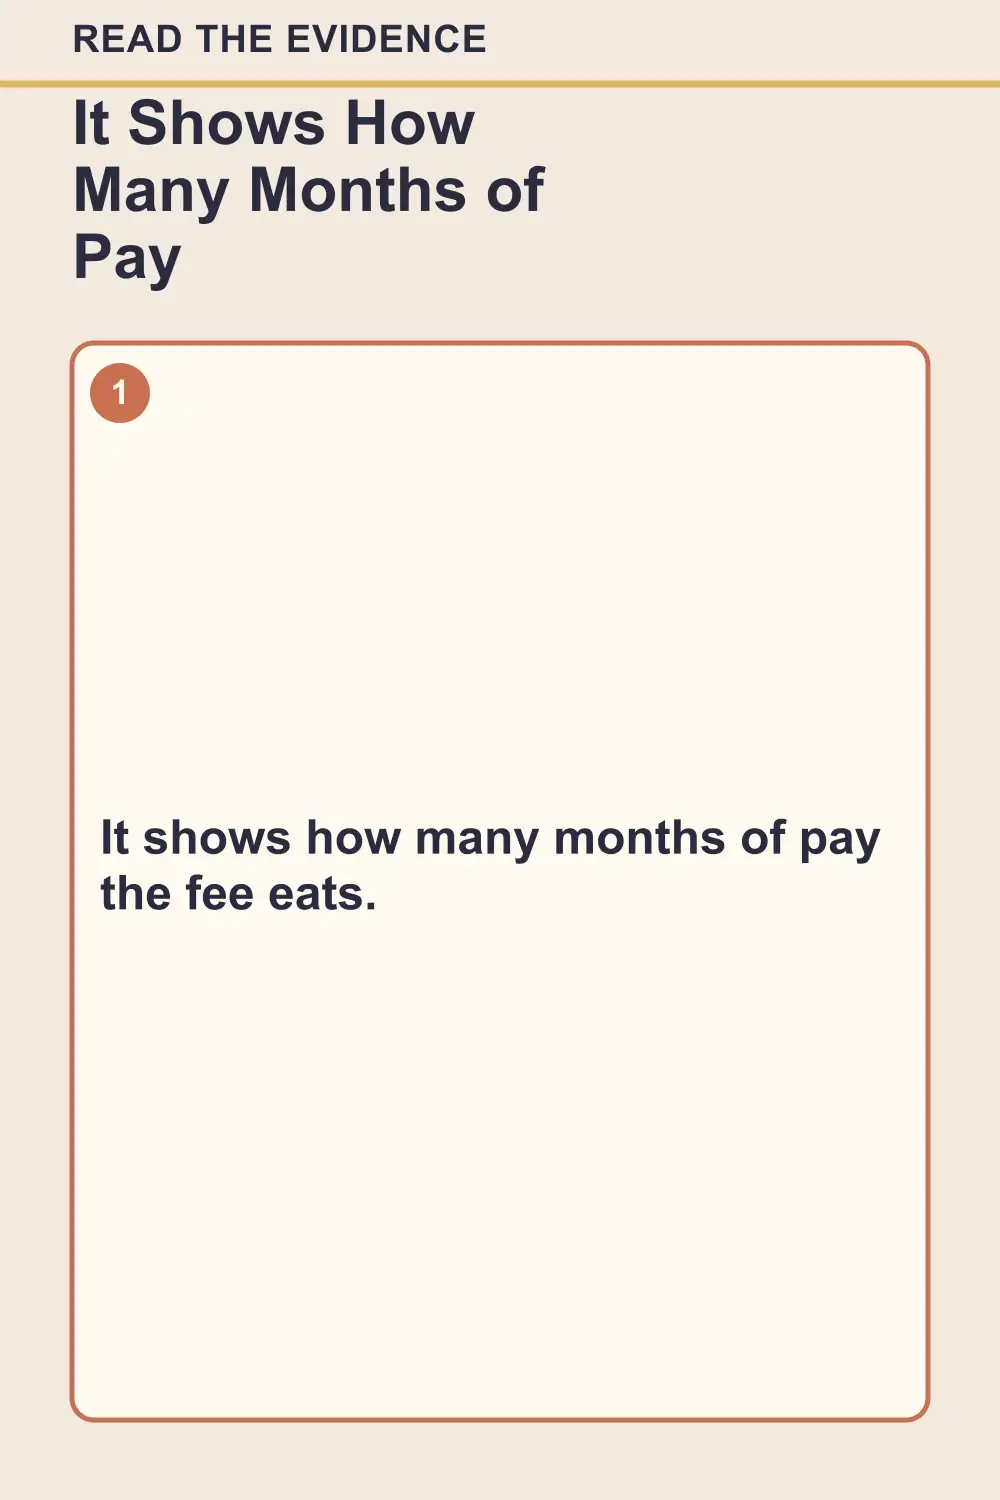 READ THE EVIDENCE
It Shows How
Many Months of
Pay
1
It shows how many months of pay
the fee eats.